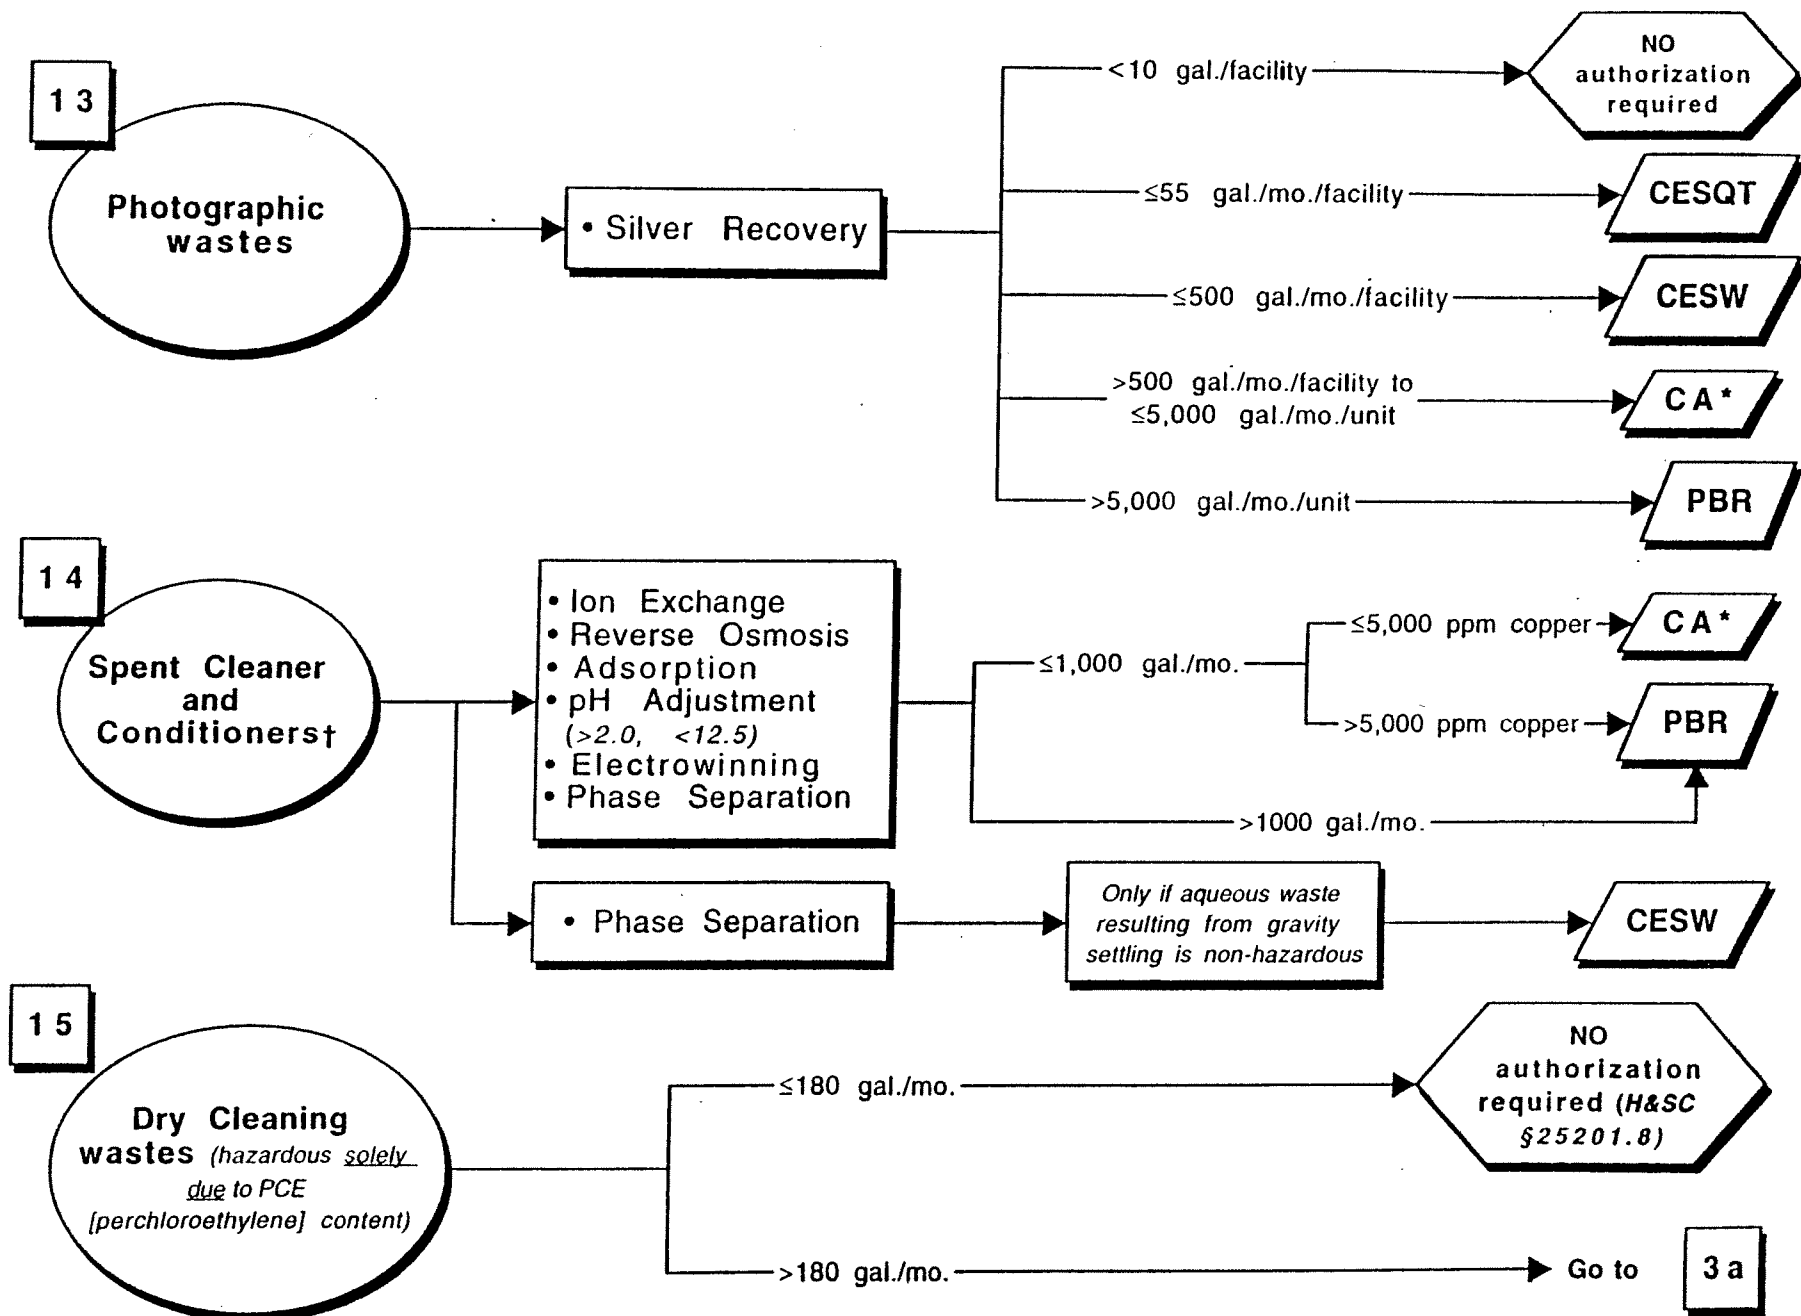 13
Photographic
wastes
• Silver Recovery
<10 gal./facility
NO
authorization
required
≤55 gal./mo./facility
CESQT
≤500 gal./mo./facility
CESW
>500 gal./mo./facility to
≤5,000 gal./mo./unit
CA*
>5,000 gal./mo./unit
PBR
14
Spent Cleaner
and
Conditioners†
• Ion Exchange
• Reverse Osmosis
• Adsorption
• pH Adjustment
(>2.0, <12.5)
• Electrowinning
• Phase Separation
≤1,000 gal./mo.
≤5,000 ppm copper
CA*
>5,000 ppm copper
PBR
>1000 gal./mo.
• Phase Separation
Only if aqueous waste
resulting from gravity
settling is non-hazardous
CESW
15
Dry Cleaning
wastes (hazardous solely
due to PCE
[perchloroethylene] content)
≤180 gal./mo.
NO
authorization
required (H&SC
§25201.8)
>180 gal./mo.
Go to
3a